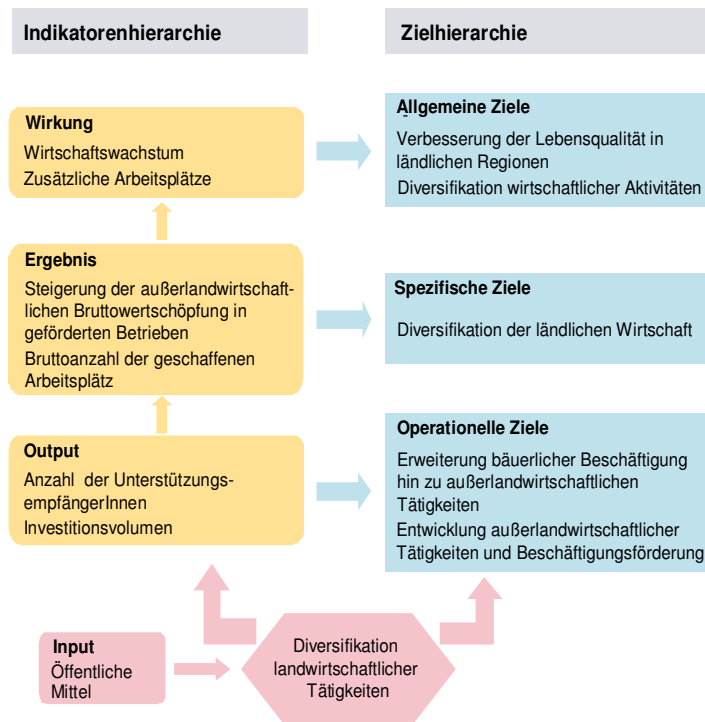 Indikatorenhierarchie
Zielhierarchie
Wirkung
Wirtschaftswachstum
Zusätzliche Arbeitsplätze
Allgemeine Ziele
Verbesserung der Lebensqualität in
ländlichen Regionen
Diversifikation wirtschaftlicher Aktivitäten
Ergebnis
Steigerung der außerlandwirtschaft-
lichen Bruttowertschöpfung in
geförderten Betrieben
Bruttoanzahl der geschaffenen
Arbeitsplätz
Spezifische Ziele
Diversifikation der ländlichen Wirtschaft
Output
Anzahl der Unterstützungs-
empfängerInnen
Investitionsvolumen
Operationelle Ziele
Erweiterung bäuerlicher Beschäftigung
hin zu außerlandwirtschaftlichen
Tätigkeiten
Entwicklung außerlandwirtschaftlicher
Tätigkeiten und Beschäftigungsförderung
Input
Öffentliche
Mittel
Diversifikation
landwirtschaftlicher
Tätigkeiten